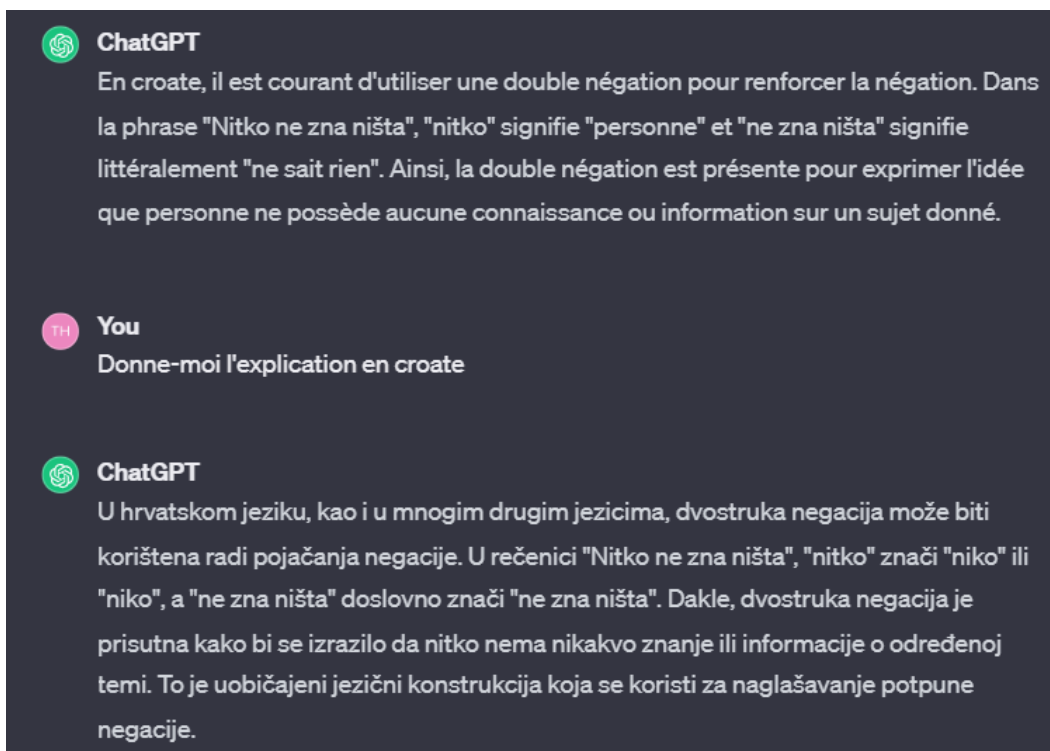 ChatGPT
En croate, il est courant d'utiliser une double négation pour renforcer la négation. Dans
la phrase "Nitko ne zna ništa", "nitko" signifie "personne" et "ne zna ništa" signifie
littéralement "ne sait rien". Ainsi, la double négation est présente pour exprimer l'idée
que personne ne possède aucune connaissance ou information sur un sujet donné.
TH
You
Donne-moi l'explication en croate
ChatGPT
U hrvatskom jeziku, kao i u mnogim drugim jezicima, dvostruka negacija može biti
korištena radi pojačanja negacije. U rečenici "Nitko ne zna ništa", "nitko" znači "niko" ili
"niko", a "ne zna ništa" doslovno znači "ne zna ništa". Dakle, dvostruka negacija je
prisutna kako bi se izrazilo da nitko nema nikakvo znanje ili informacije o određenoj
temi. To je uobičajeni jezični konstrukcija koja se koristi za naglašavanje potpune
negacije.